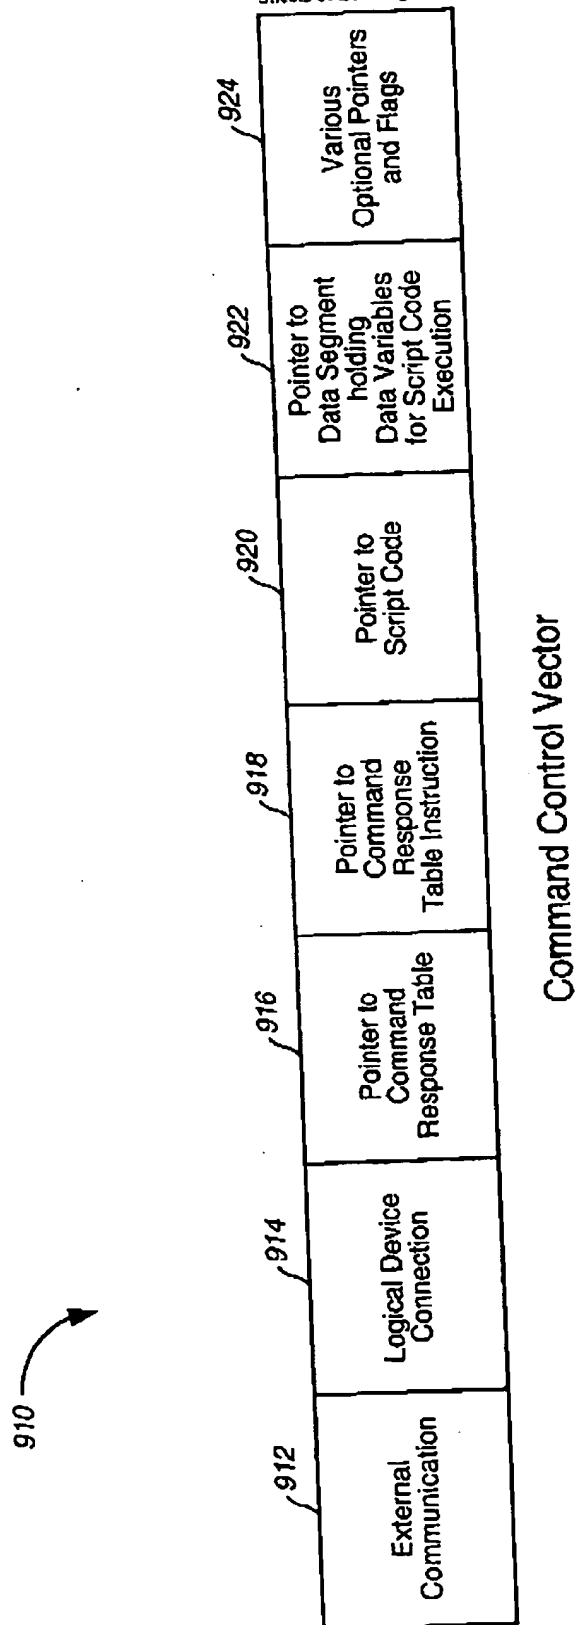 910
912
External
Communication
914
Logical Device
Connection
916
Pointer to
Command
Response Table
918
Pointer to
Command
Response
Table Instruction
920
Pointer to
Script Code
922
Pointer to
Data Segment
holding
Data Variables
for Script Code
Execution
924
Various
Optional Pointers
and Flags
Command Control Vector